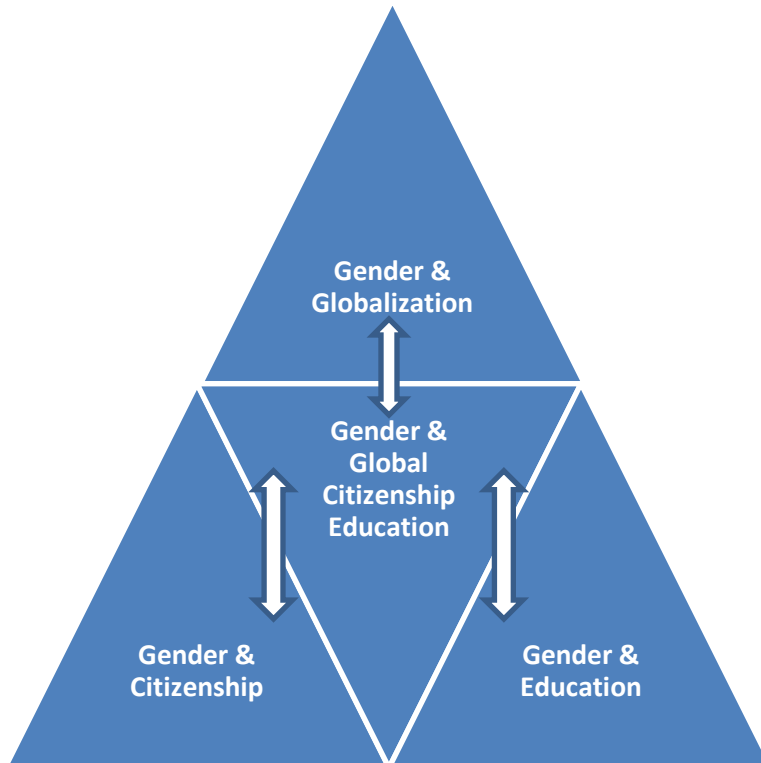 Gender &
Globalization
Gender &
Global
Citizenship
Education
Gender &
Citizenship
Gender &
Education